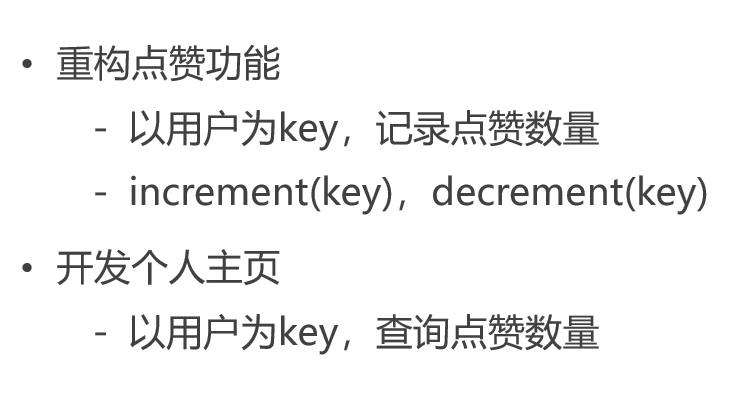 • 重构点赞功能
- 以用户为key，记录点赞数量
- increment(key)，decrement(key)
• 开发个人主页
- 以用户为key，查询点赞数量